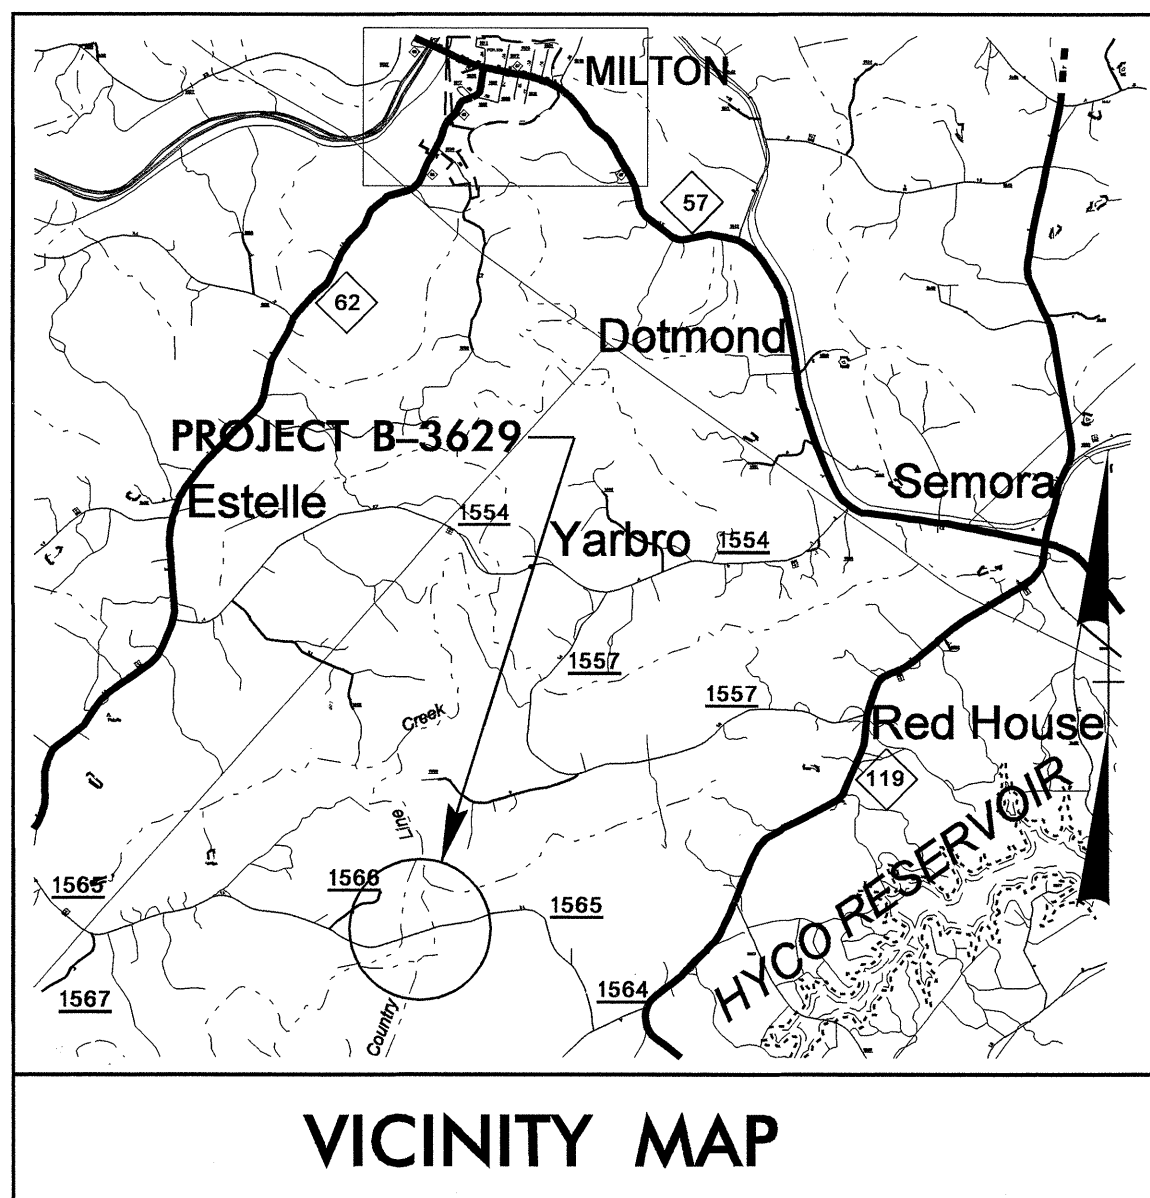 MILTON
57
62
Dotmond
PROJECT B-3629
Semora
Estelle
1554
Yarbro
1554
1557
1557
Creek
Red House
119
Line
HYCO RESERVOIR
1566
1565
1565
1564
1567
Country
VICINITY MAP